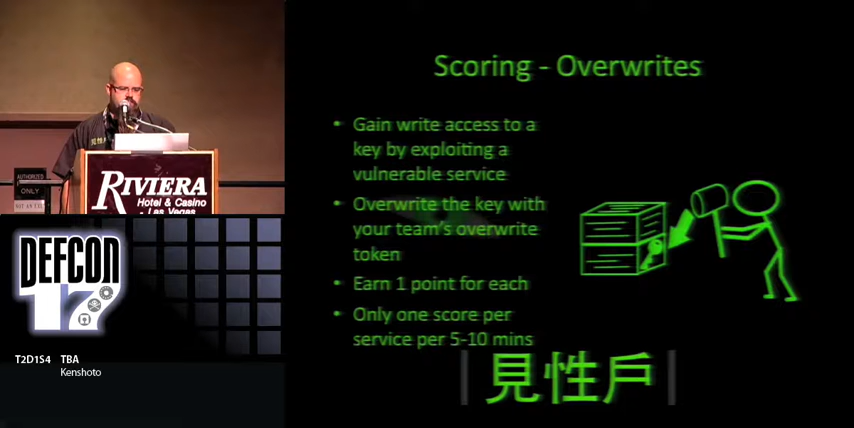 Scoring - Overwrites
• Gain write access to a
key by exploiting a
vulnerable service
• Overwrite the key with
your team's overwrite
token
• Earn 1 point for each
• Only one score per
service per 5-10 mins
見性戶
AUTHORIZED
ONLY
RIVIERA
Hotel & Casino
Las Vegas
DEFCON
17
T2D1S4 TBA
Kenshoto